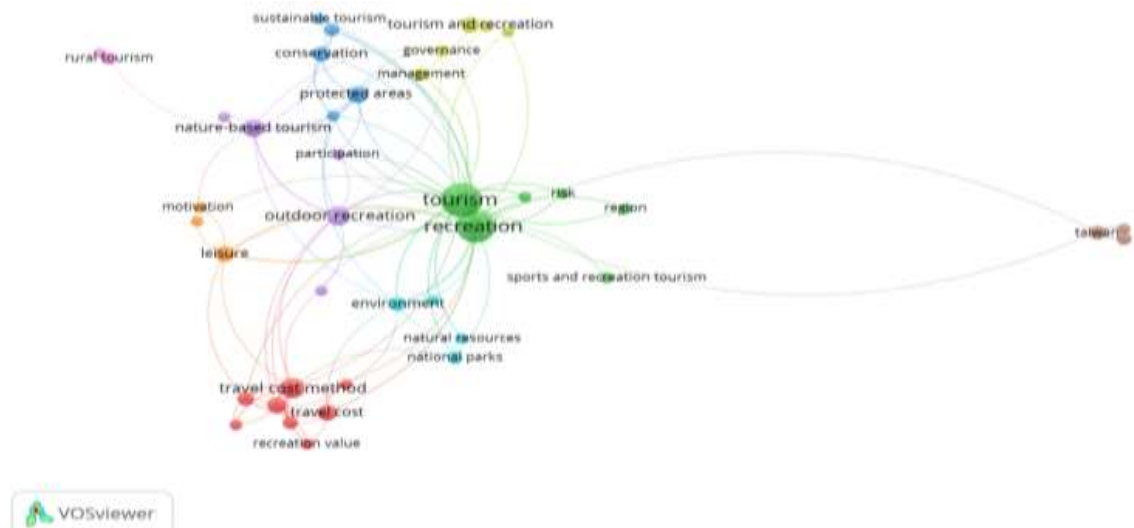 sustainable tourism
tourism and recreation
rural tourism
conservation
governance
management
protected areas
nature-based tourism
participation
tourism
risk
motivation
outdoor recreation
region
recreation
taiwan
leisure
sports and recreation tourism
environment
natural resources
national parks
travel cost method
travel cost
recreation value
VOSviewer